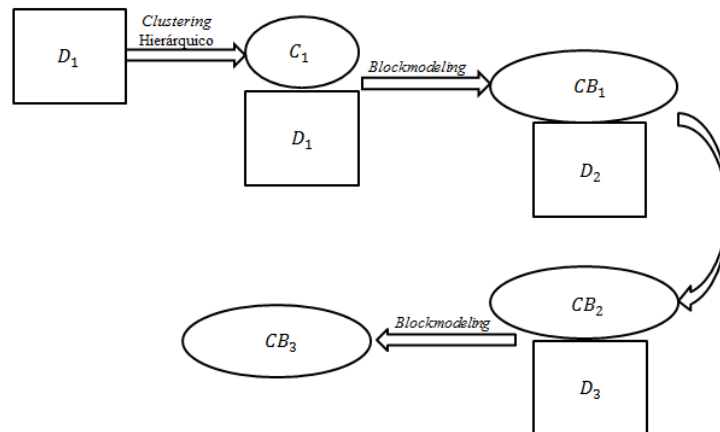 D₁
Clustering
Hierárquico
C₁
D₁
Blockmodeling
CB₁
D₂
CB₂
D₃
Blockmodeling
CB₃